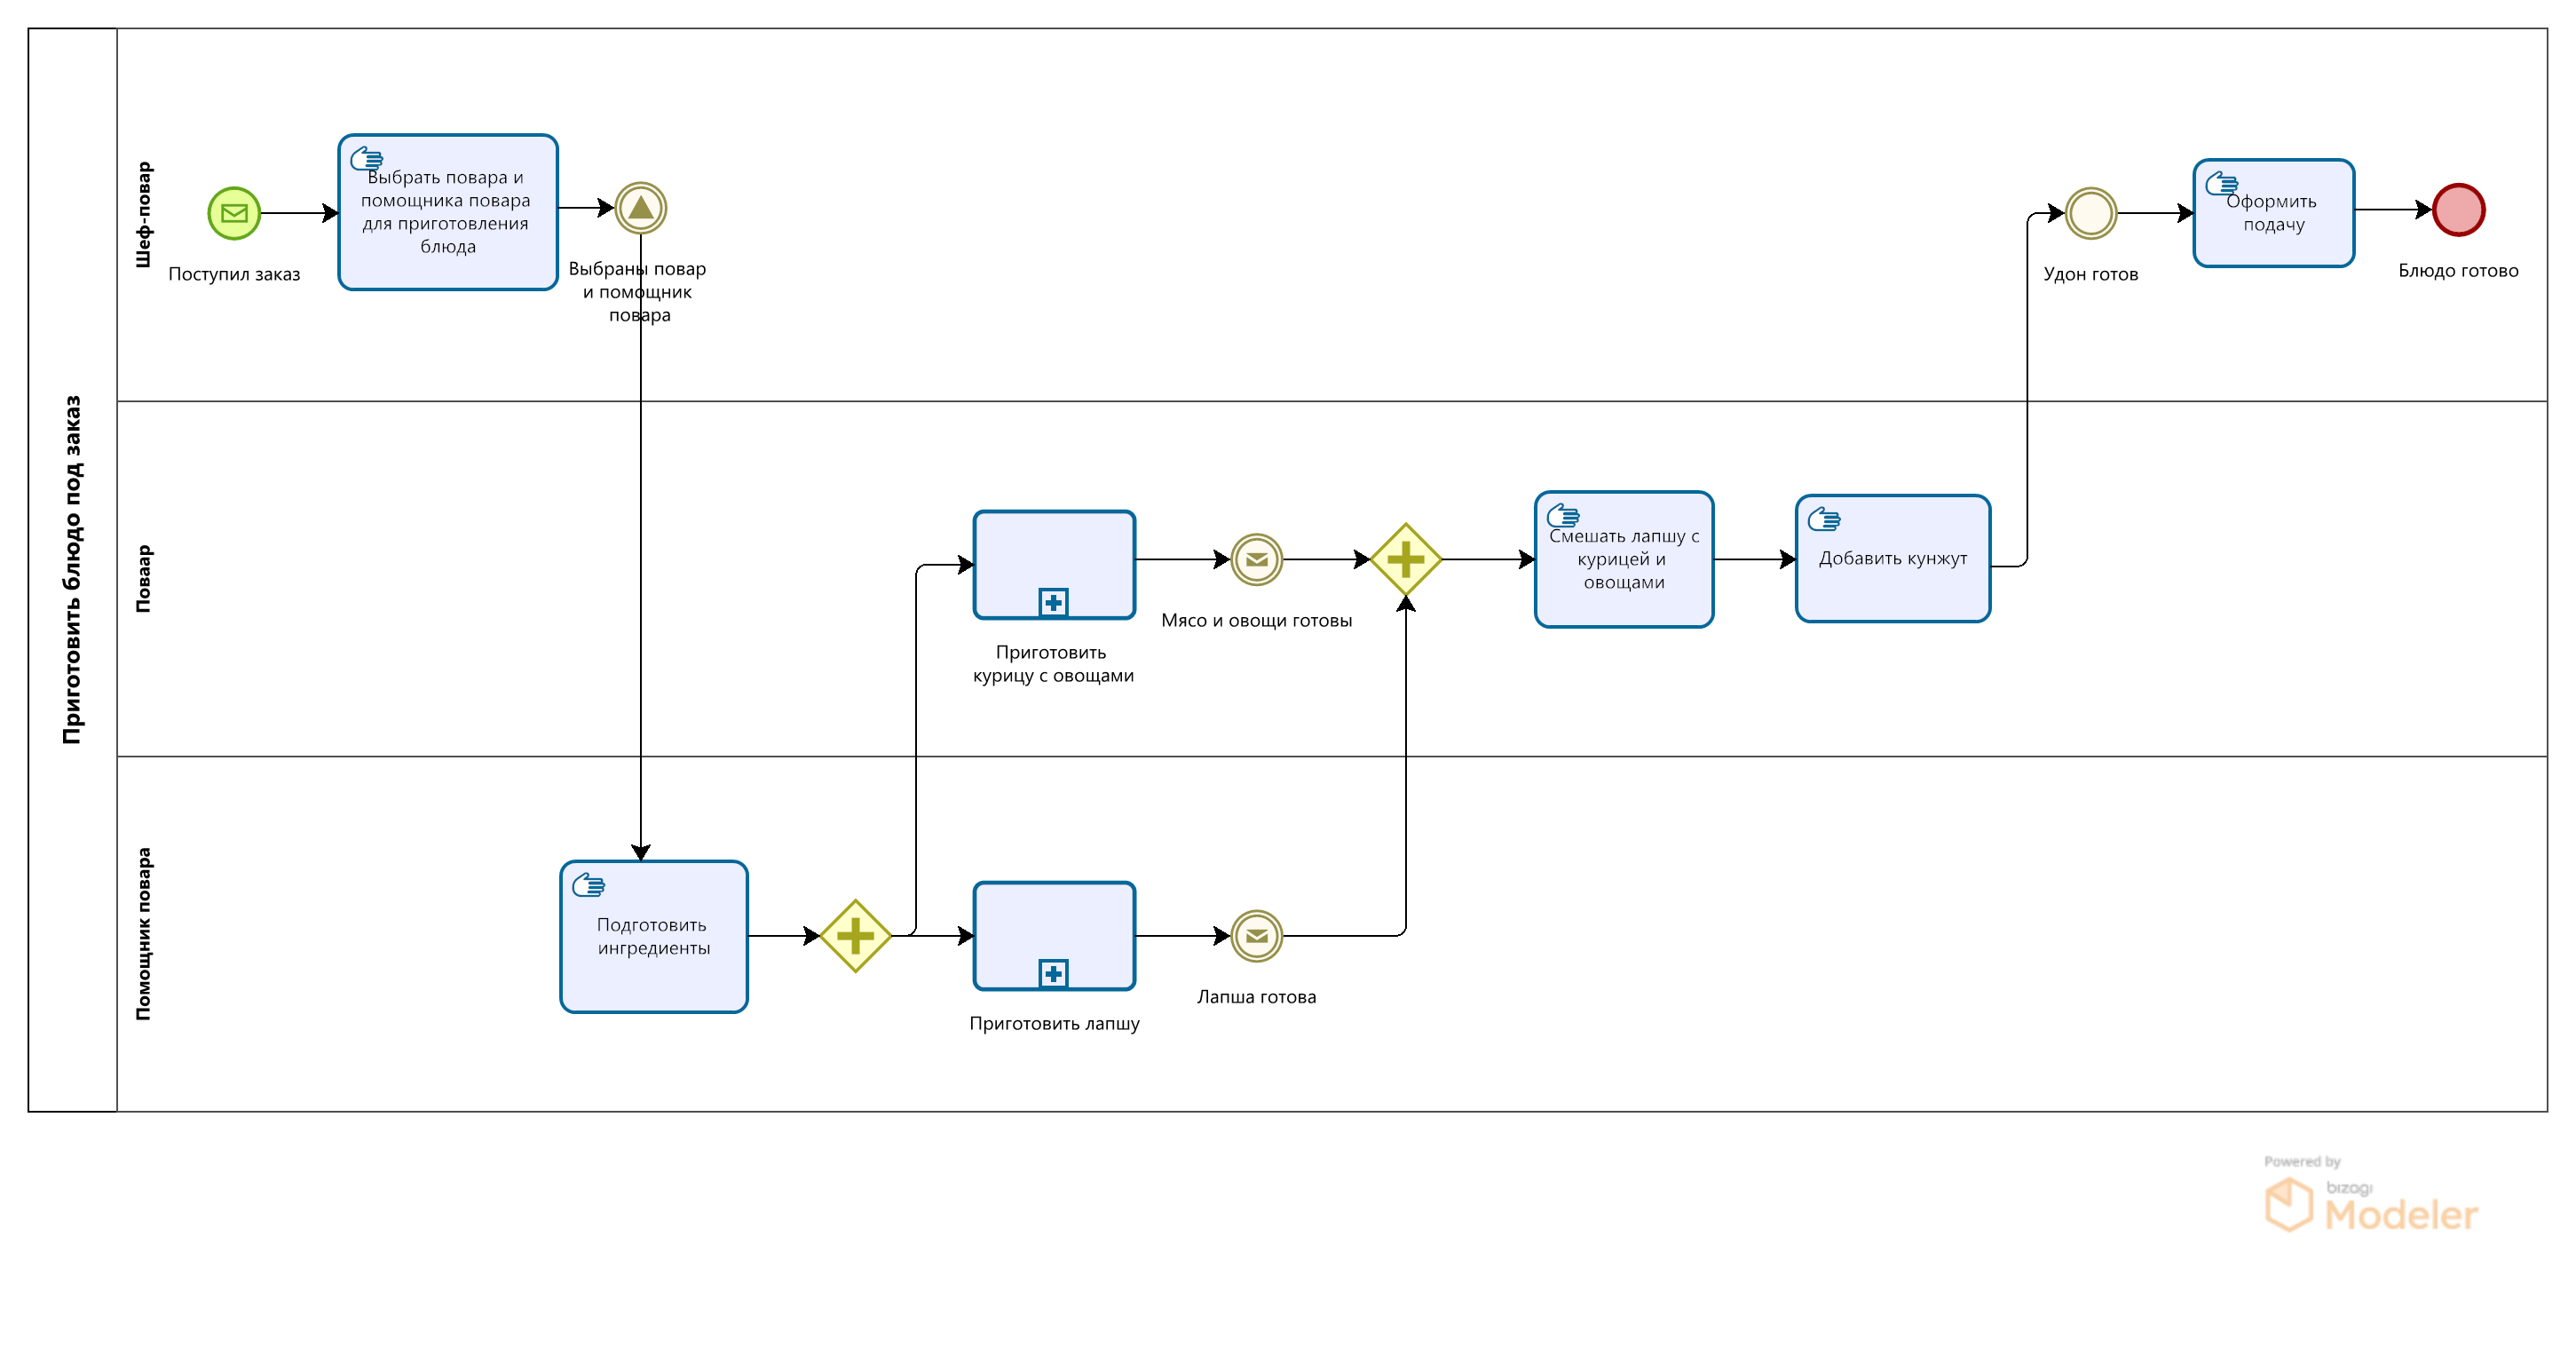 Приготовить блюдо под заказ
Шеф-повар
Поступил заказ
Выбрать повара и
помощника повара
для приготовления
блюда
Выбраны повар
и помощник
повара
Удон готов
Оформить
подачу
Блюдо готово
Поваар
Приготовить
курицу с овощами
Мясо и овощи готовы
Смешать лапшу с
курицей и
овощами
Добавить кунжут
Помощник повара
Подготовить
ингредиенты
Приготовить лапшу
Лапша готова
Powered by
bizagi
Modeler